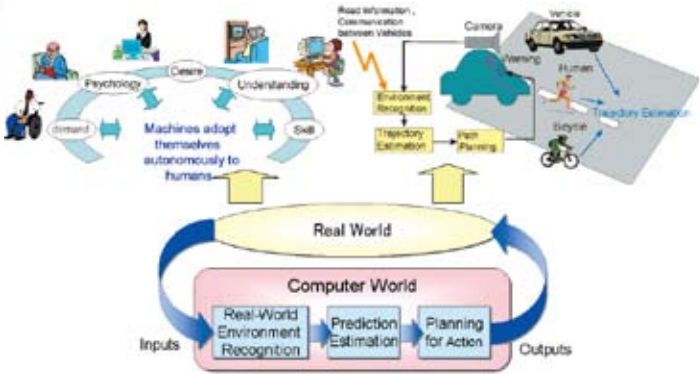 Psychology
Desire
Understanding
demand
Skill
Machines adopt
themselves
autonomously to
humans
Road Information ,
Communication
between Vehicles
Camera
Vehicle
Warning
Human
Environment
Recognition
Trajectory Estimation
Trajectory
Estimation
Path
Planning
Bicycle
Real World
Computer World
Real-World
Environment
Recognition
Prediction
Estimation
Planning
for Action
Inputs
Outputs